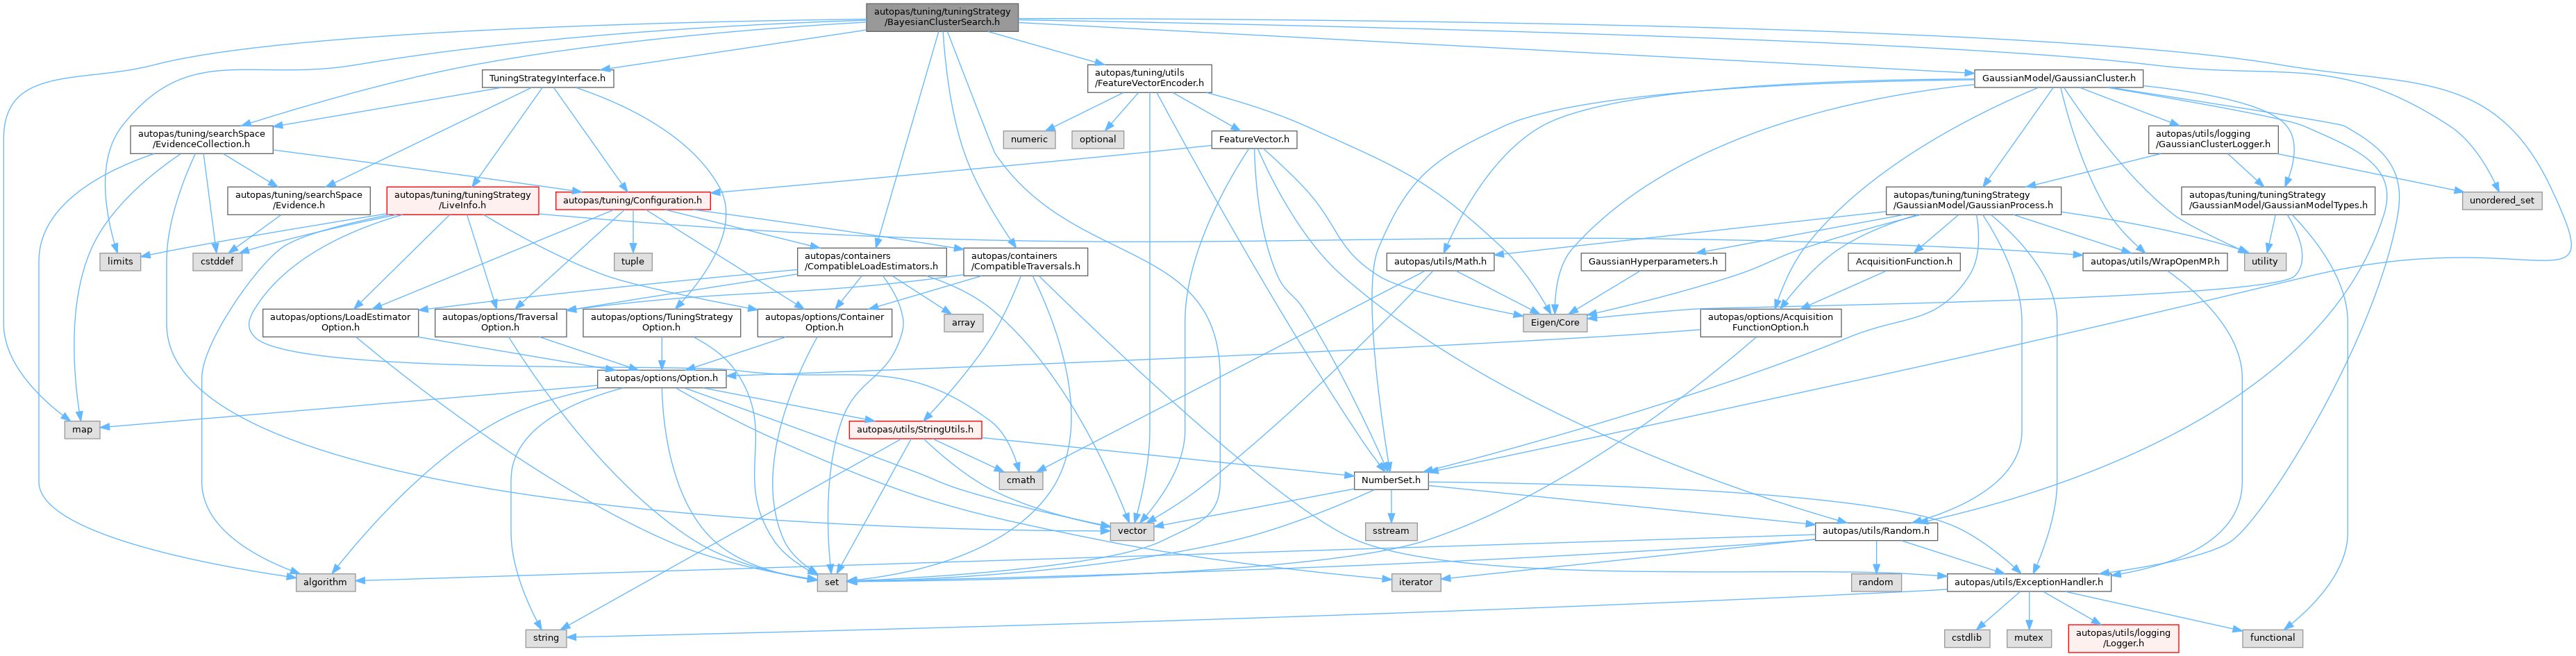 autopas/tuning/tuningStrategy
/BayesianClusterSearch.h
TuningStrategyInterface.h
autopas/tuning/utils
/FeatureVectorEncoder.h
GaussianModel/GaussianCluster.h
autopas/tuning/searchSpace
/EvidenceCollection.h
numeric
optional
FeatureVector.h
autopas/utils/logging
/GaussianClusterLogger.h
autopas/tuning/searchSpace
/Evidence.h
autopas/tuning/tuningStrategy
/LiveInfo.h
autopas/tuning/Configuration.h
autopas/tuning/tuningStrategy
/GaussianModel/GaussianProcess.h
autopas/tuning/tuningStrategy
/GaussianModel/GaussianModelTypes.h
unordered_set
limits
cstddef
tuple
autopas/containers
/CompatibleLoadEstimators.h
autopas/containers
/CompatibleTraversals.h
autopas/utils/Math.h
GaussianHyperparameters.h
AcquisitionFunction.h
autopas/utils/WrapOpenMP.h
utility
autopas/options/LoadEstimator
Option.h
autopas/options/Traversal
Option.h
autopas/options/TuningStrategy
Option.h
autopas/options/Container
Option.h
array
Eigen/Core
autopas/options/Acquisition
FunctionOption.h
autopas/options/Option.h
map
autopas/utils/StringUtils.h
cmath
NumberSet.h
vector
sstream
autopas/utils/Random.h
algorithm
set
iterator
random
autopas/utils/ExceptionHandler.h
string
cstdlib
mutex
autopas/utils/logging
/Logger.h
functional